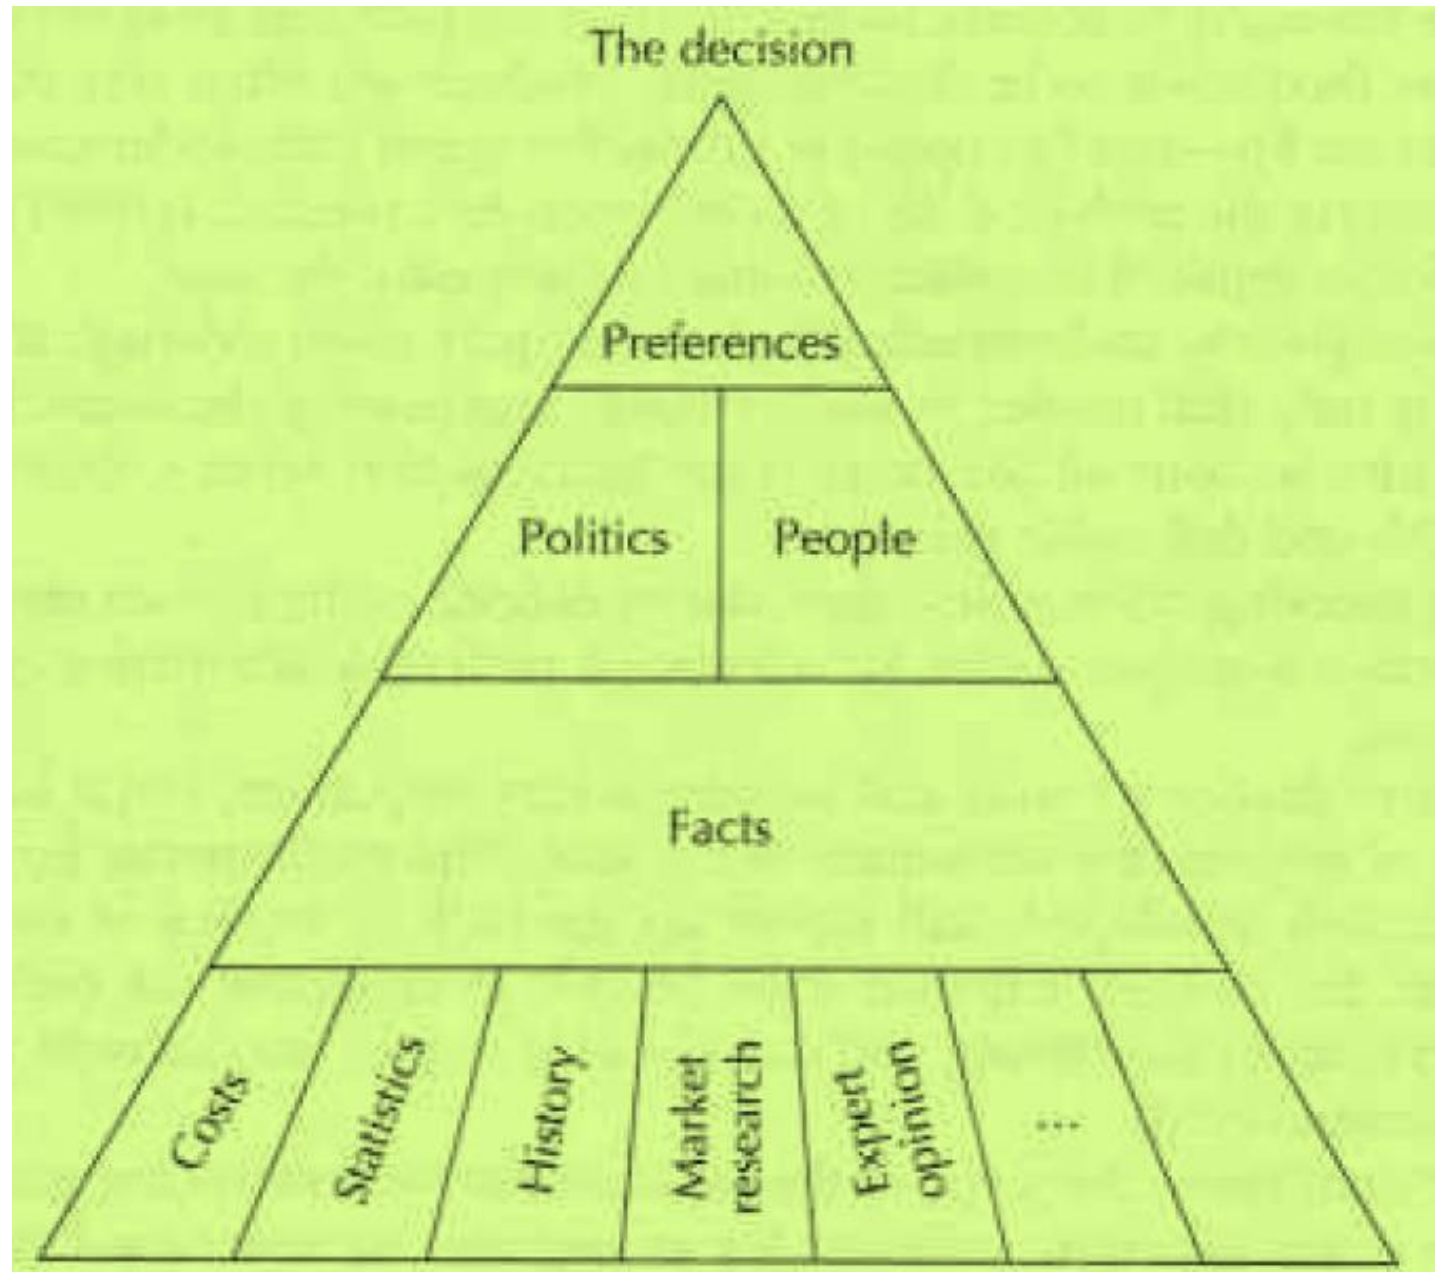 The decision
Preferences
Politics
People
Facts
Costs
Statistics
History
Market
research
Expert
opinion
...